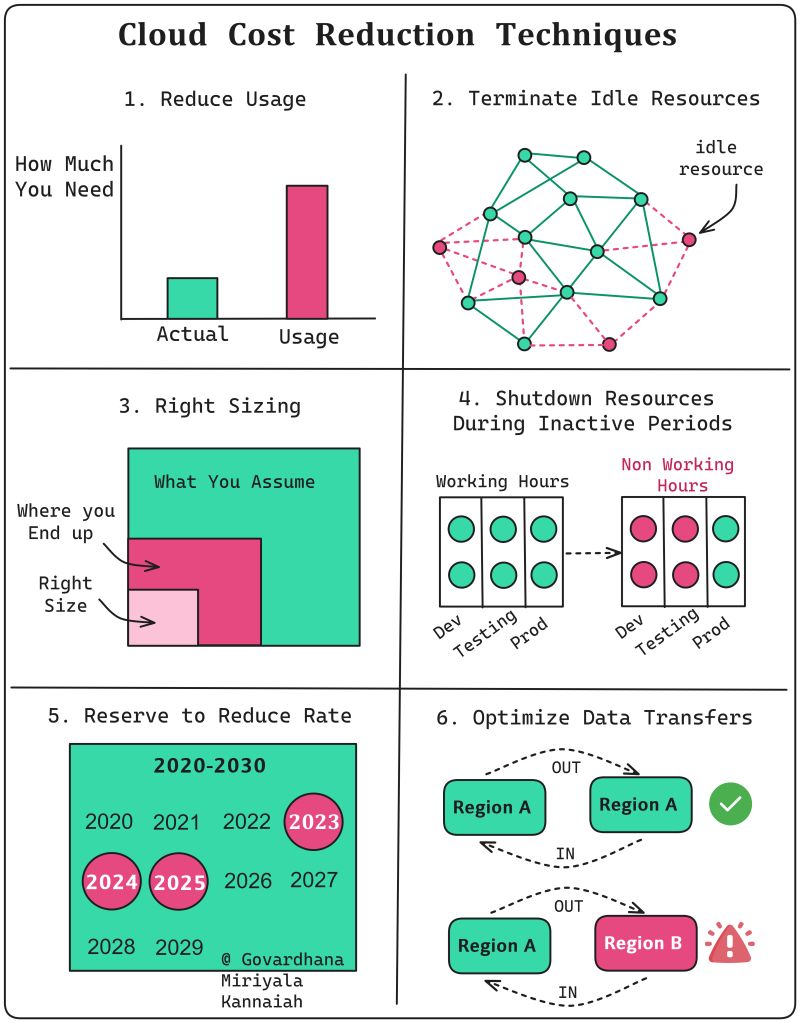 Cloud Cost Reduction Techniques
1. Reduce Usage
How Much
You Need
Actual
Usage
2. Terminate Idle Resources
idle
resource
3. Right Sizing
What You Assume
Where you
End up
Right
Size
4. Shutdown Resources
During Inactive Periods
Working Hours
Non Working
Hours
Dev
Testing
Prod
Dev
Testing
Prod
5. Reserve to Reduce Rate
2020-2030
2020 2021 2022 2023
2024 2025 2026 2027
2028 2029
@ Govardhana
Miriyala
Kannaiah
6. Optimize Data Transfers
OUT
Region A Region A
IN
OUT
Region A Region B
IN